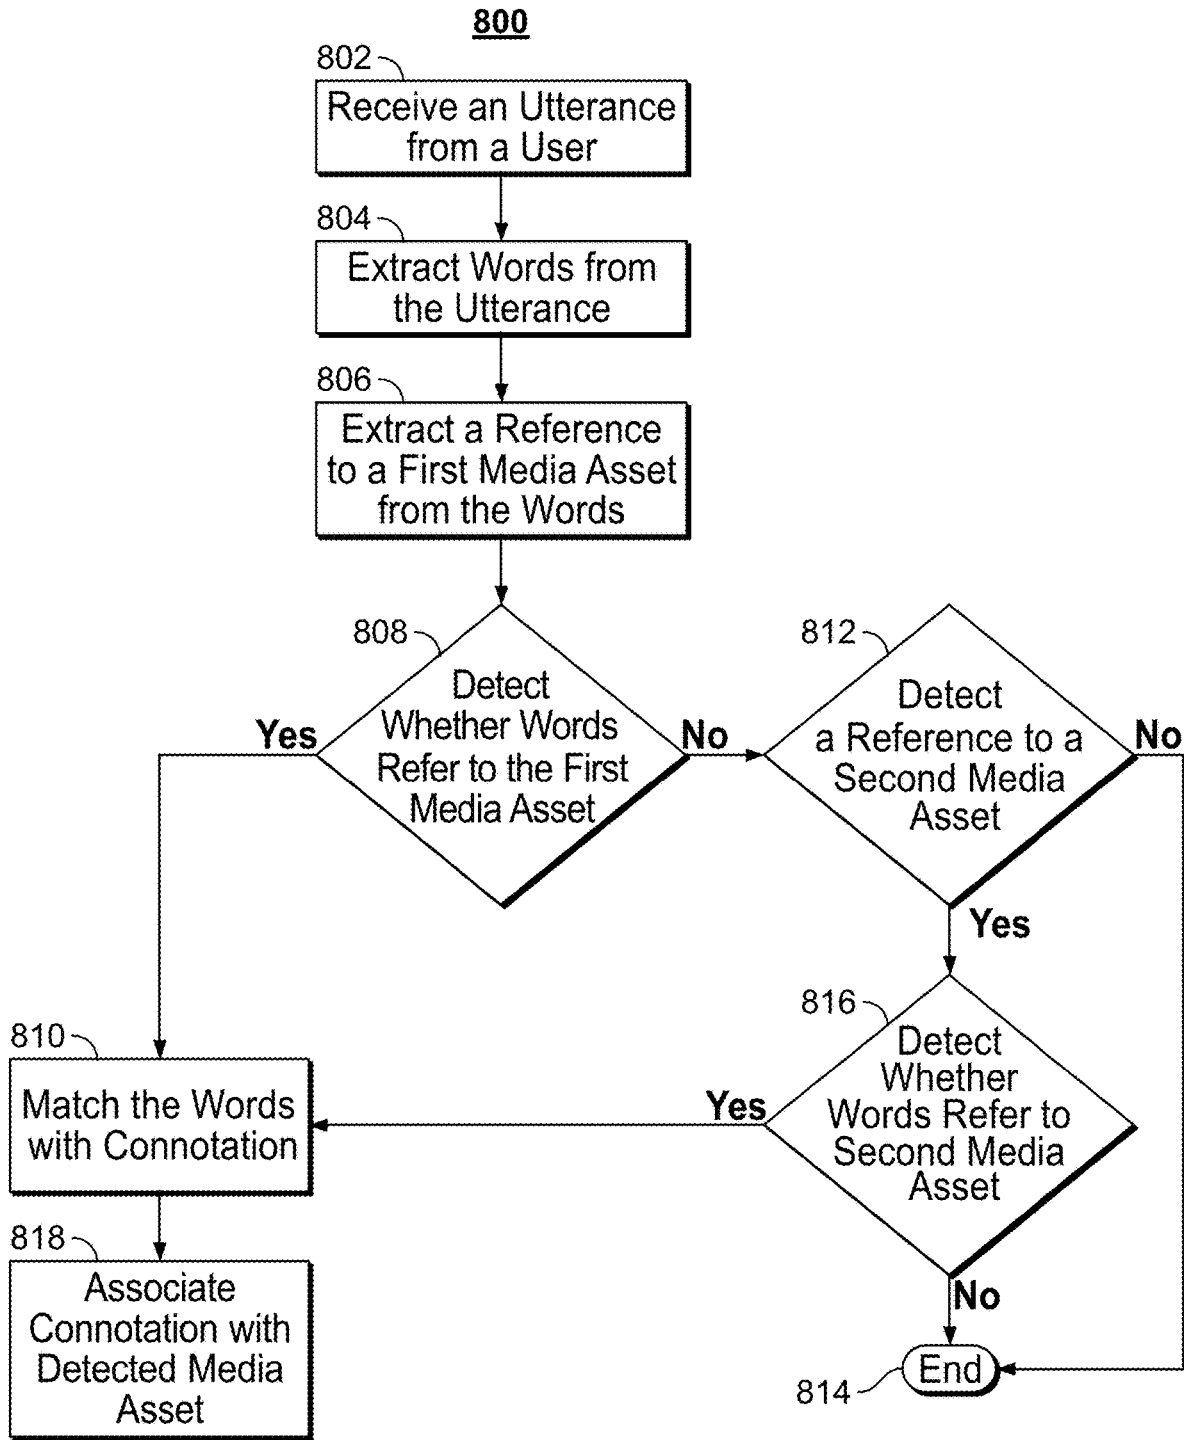 800
802
Receive an Utterance
from a User
804
Extract Words from
the Utterance
806
Extract a Reference
to a First Media Asset
from the Words
808
Detect
Whether Words
Refer to the First
Media Asset
Yes
No
812
Detect
a Reference to a
Second Media
Asset
No
Yes
816
Detect
Whether
Words Refer to
Second Media
Asset
Yes
No
810
Match the Words
with Connotation
818
Associate
Connotation with
Detected Media
Asset
End
814